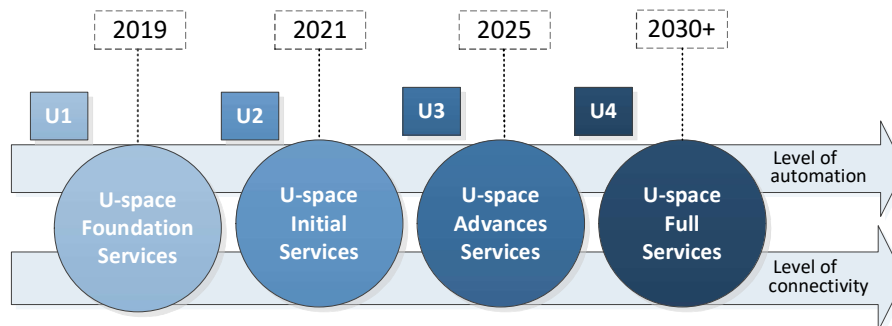 2019
2021
2025
2030+
U1
U2
U3
U4
U-space
Foundation
Services
U-space
Initial
Services
U-space
Advances
Services
U-space
Full
Services
Level of
automation
Level of
connectivity